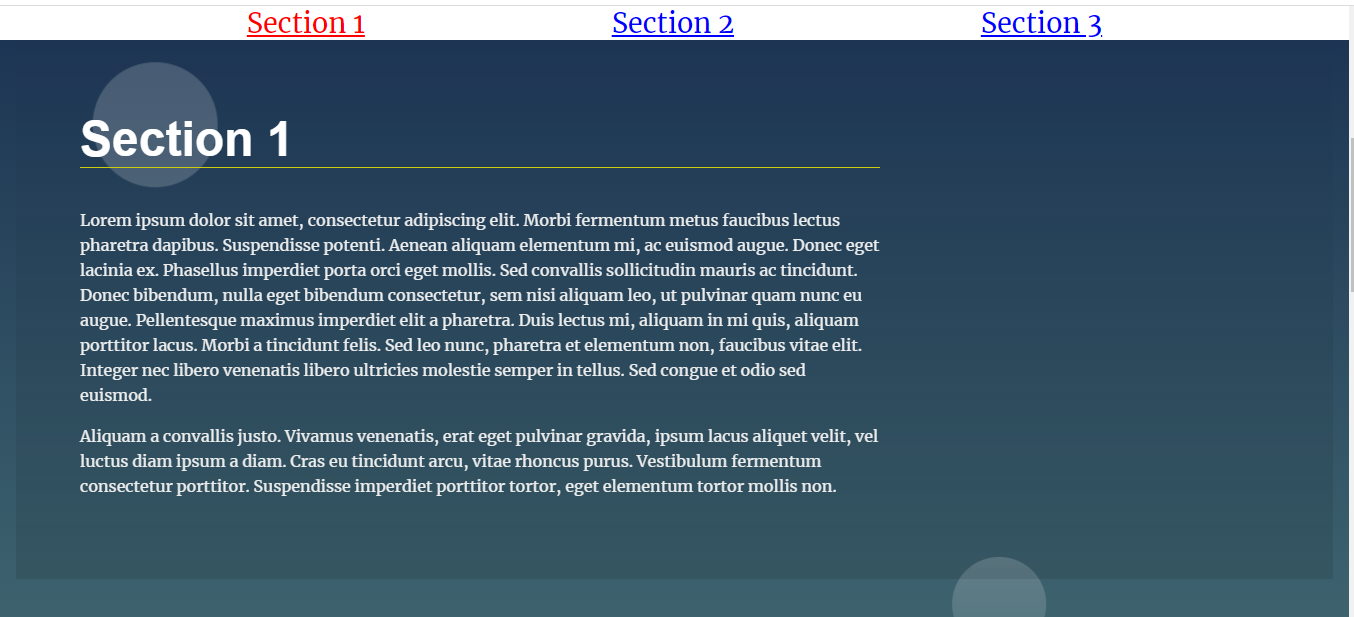 Section 1 Section 2 Section 3
Section 1
Lorem ipsum dolor sit amet, consectetur adipiscing elit. Morbi fermentum metus faucibus lectus
pharetra dapibus. Suspendisse potenti. Aenean aliquam elementum mi, ac euismod augue. Donec eget
lacinia ex. Phasellus imperdiet porta orci eget mollis. Sed convallis sollicitudin mauris ac tincidunt.
Donec bibendum, nulla eget bibendum consectetur, sem nisi aliquam leo, ut pulvinar quam nunc eu
augue. Pellentesque maximus imperdiet elit a pharetra. Duis lectus mi, aliquam in mi quis, aliquam
porttitor lacus. Morbi a tincidunt felis. Sed leo nunc, pharetra et elementum non, faucibus vitae elit.
Integer nec libero venenatis libero ultricies molestie semper in tellus. Sed congue et odio sed
euismod.
Aliquam a convallis justo. Vivamus venenatis, erat eget pulvinar gravida, ipsum lacus aliquet velit, vel
luctus diam ipsum a diam. Cras eu tincidunt arcu, vitae rhoncus purus. Vestibulum fermentum
consectetur porttitor. Suspendisse imperdiet porttitor tortor, eget elementum tortor mollis non.